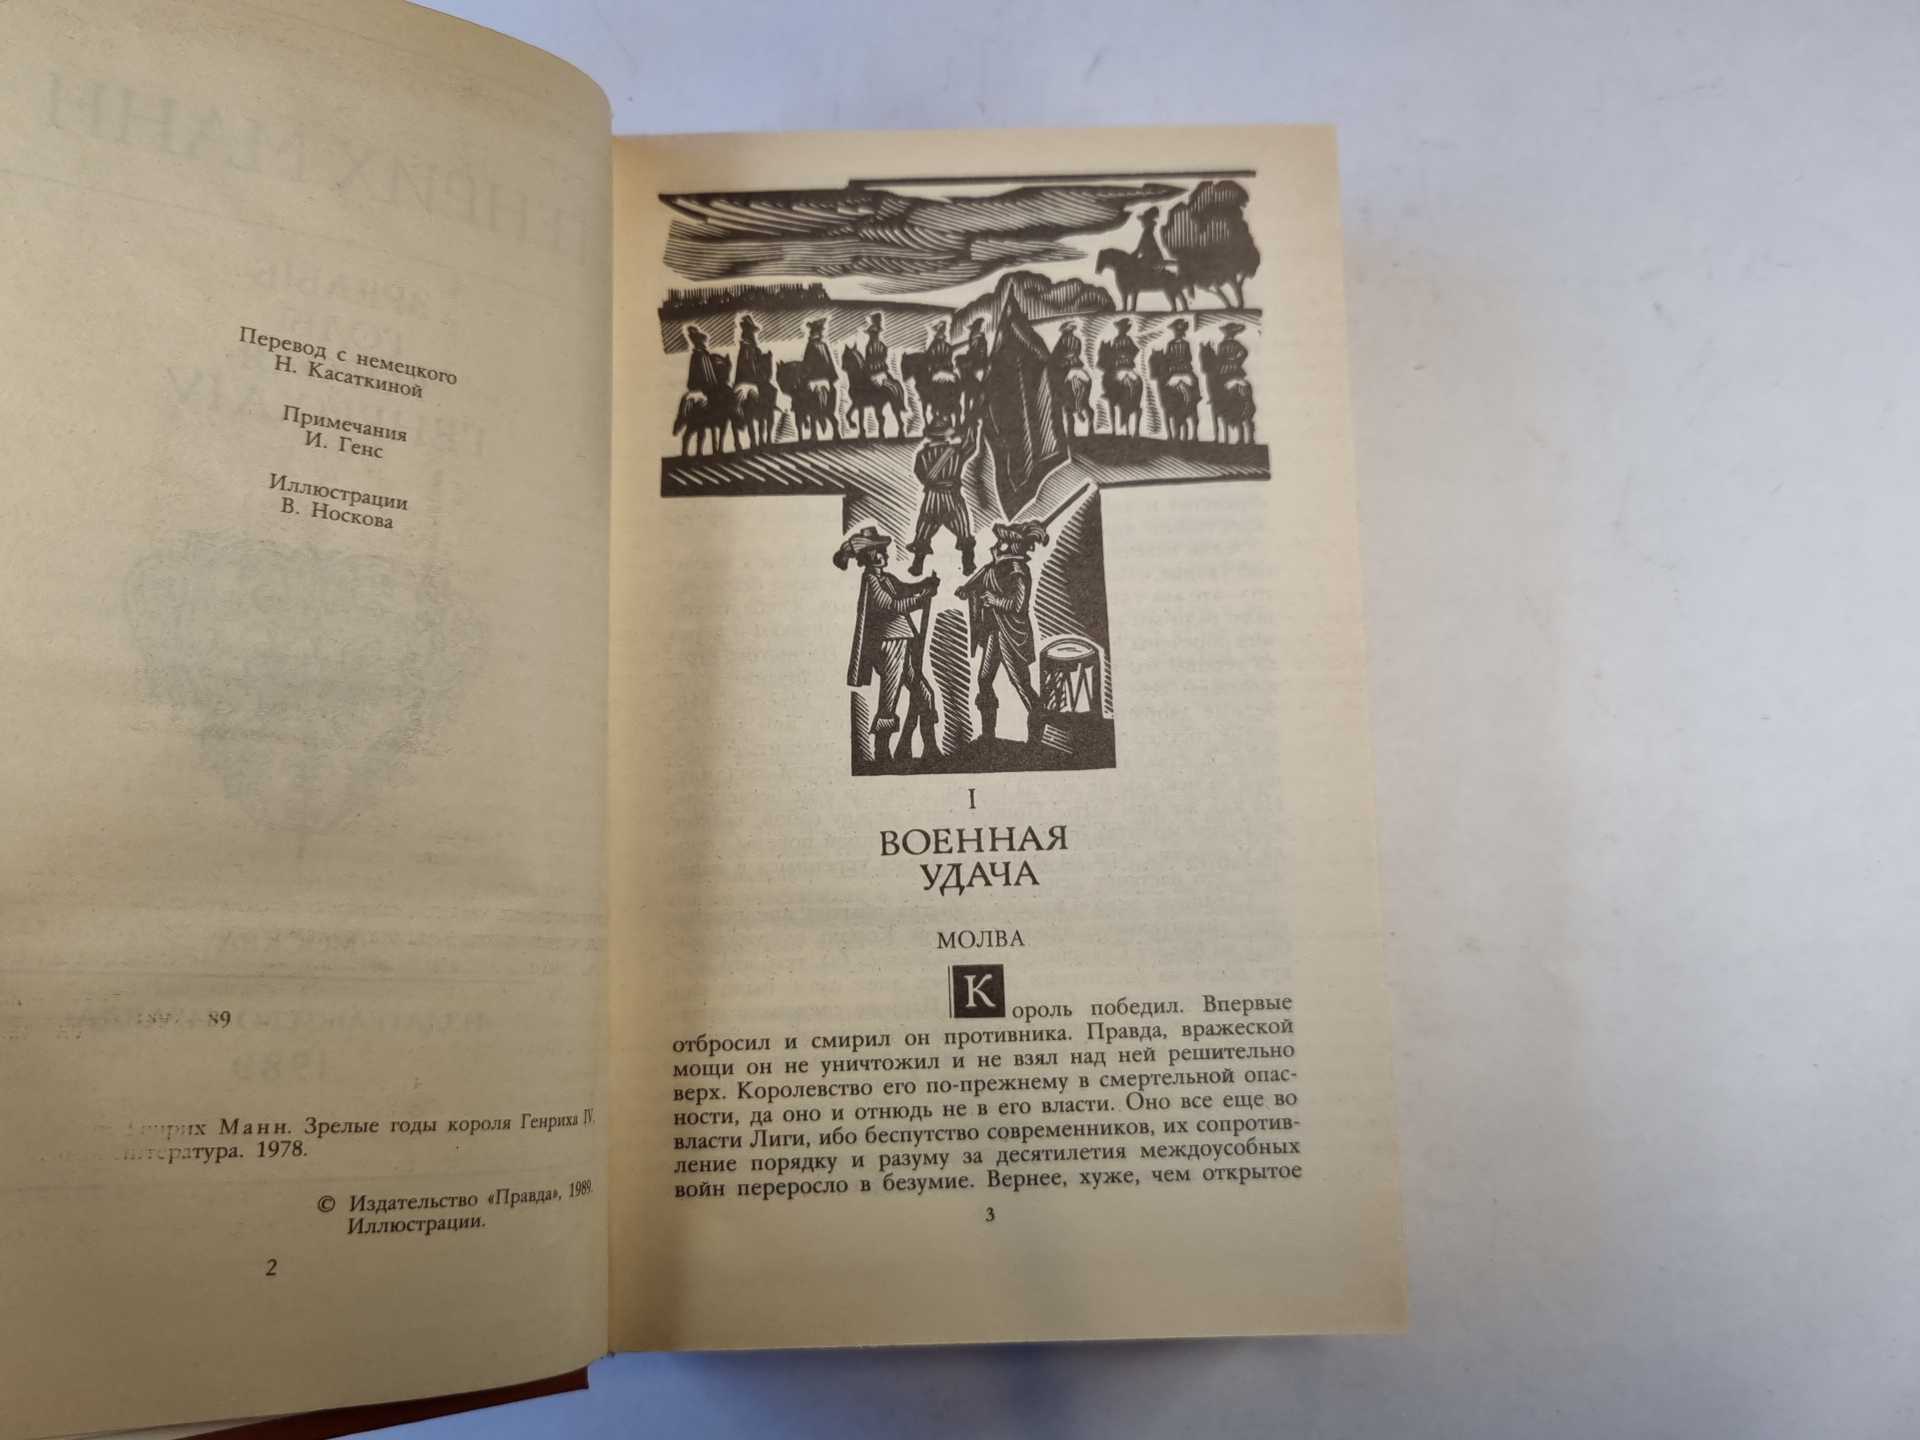 Перевод с немецкого
Н. Касаткиной
Примечания
И. Генс
Иллюстрации
В. Носкова
89
Манн. Зрелые годы короля Генриха IV.
1978.
© Издательство «Правда», 1989.
Иллюстрации.
2
I
ВОЕННАЯ
УДАЧА
МОЛВА
Король победил. Впервые
отбросил и смирил он противника. Правда, вражеской
мощи он не уничтожил и не взял над ней решительно
верх. Королевство его по-прежнему в смертельной опас-
ности, да оно и отнюдь не в его власти. Оно все еще во
власти Лиги, ибо беспутство современников, их сопротив-
ление порядку и разуму за десятилетия междоусобных
войн переросло в безумие. Вернее, хуже, чем открытое
3